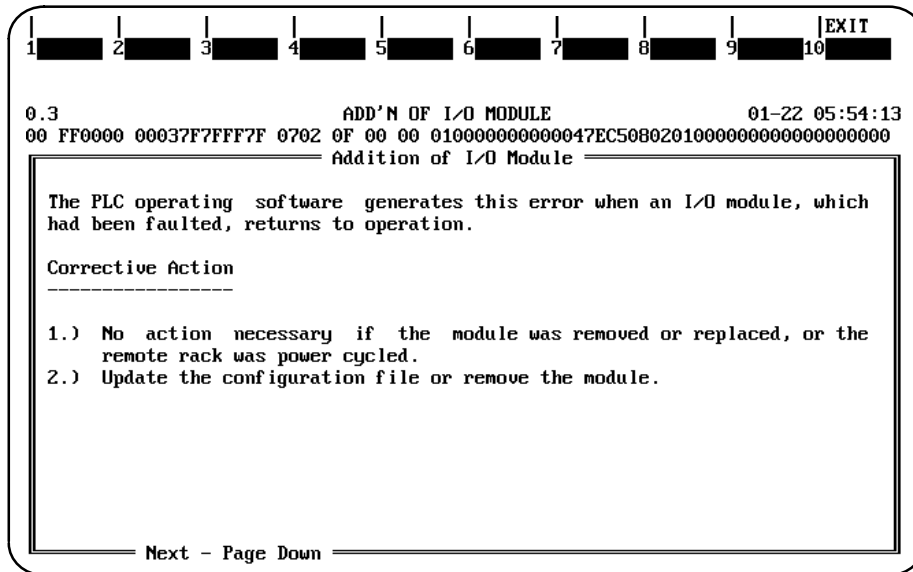 EXIT
1 2 3 4 5 6 7 8 9 10
0.3 ADD'N OF I/O MODULE 01-22 05:54:13
00 FF0000 00037F7FFF7F 0702 0F 00 00 010000000000047EC50802010000000000000000000
Addition of I/O Module
The PLC operating software generates this error when an I/O module, which
had been faulted, returns to operation.
Corrective Action
-----------------
1.) No action necessary if the module was removed or replaced, or the
remote rack was power cycled.
2.) Update the configuration file or remove the module.
Next - Page Down